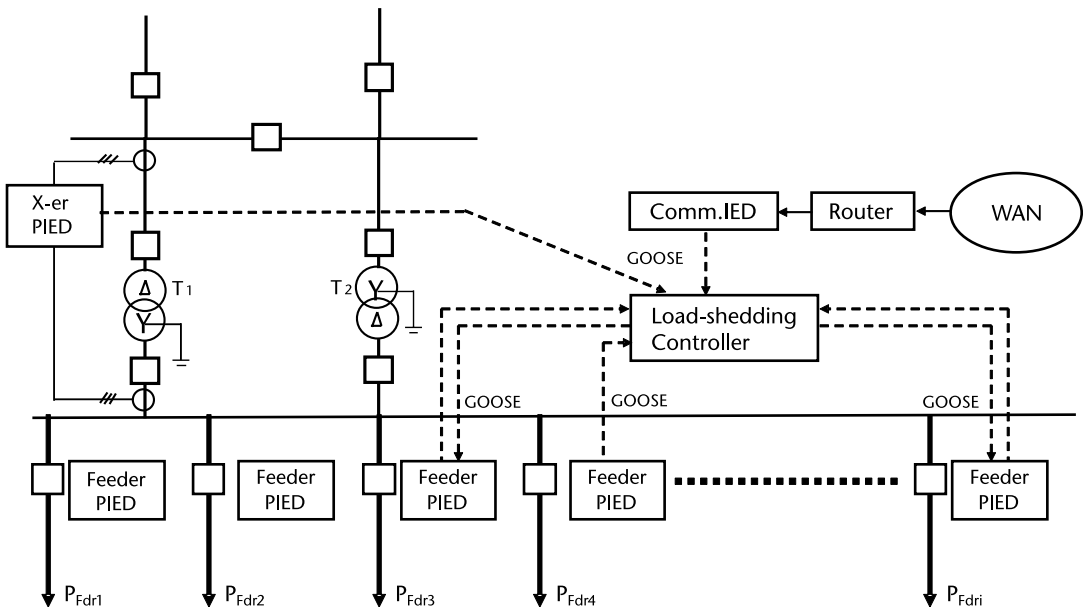 X-er
PIED
Δ
T1
Y
T2
Y
Δ
Comm.IED
Router
WAN
GOOSE
Load-shedding
Controller
GOOSE
GOOSE
GOOSE
Feeder
PIED
Feeder
PIED
Feeder
PIED
Feeder
PIED
Feeder
PIED
PFdr1
PFdr2
PFdr3
PFdr4
PFdri